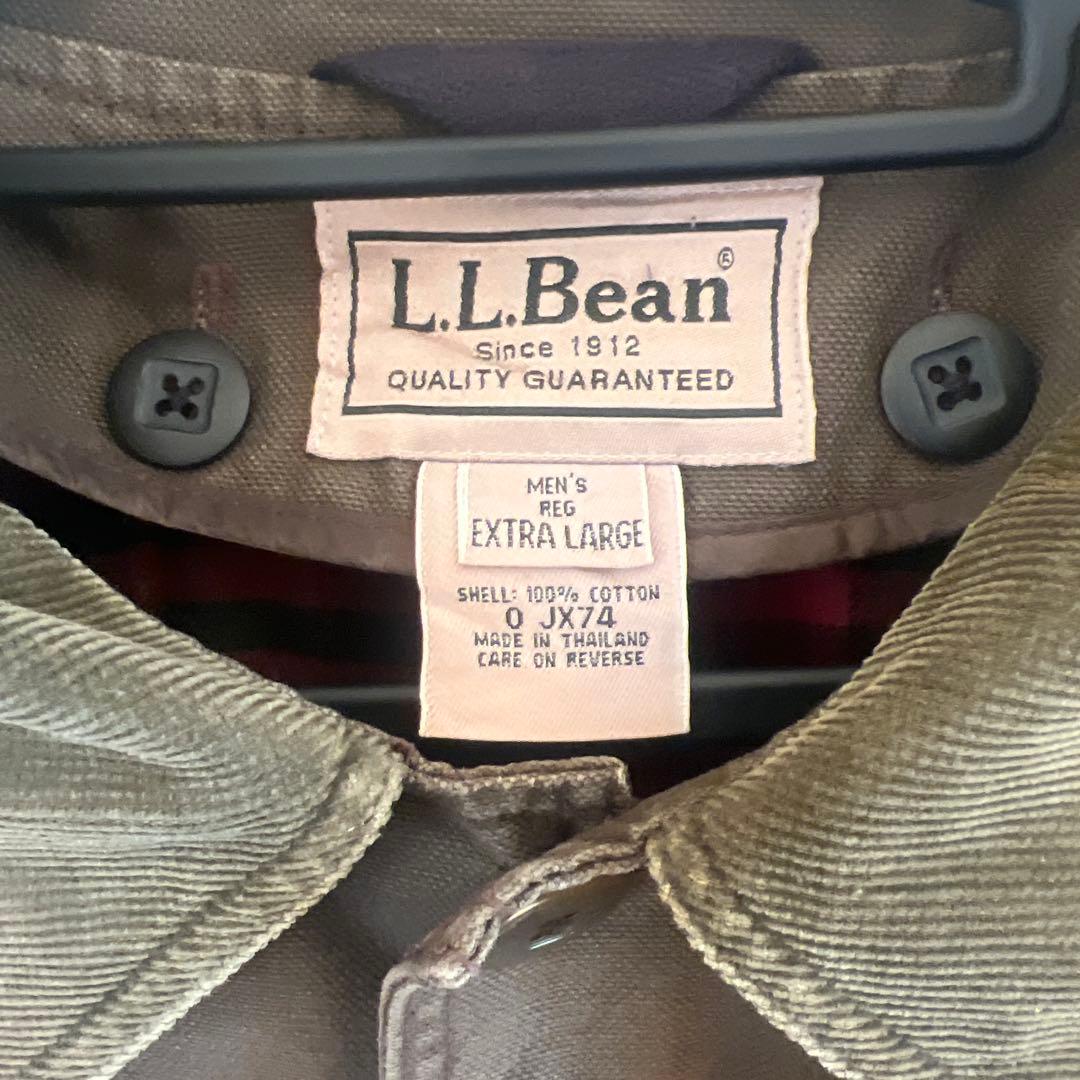 L.L.Bean®
Since 1912
QUALITY GUARANTEED
MEN'S
REG
EXTRA LARGE
SHELL: 100% COTTON
0 JX74
MADE IN THAILAND
CARE ON REVERSE